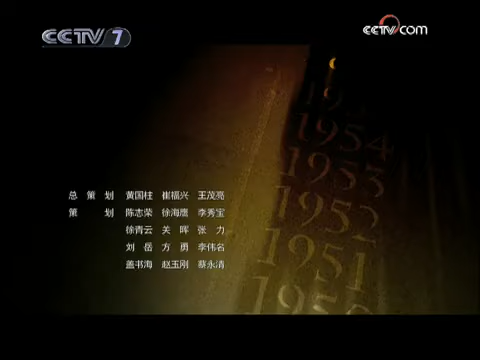 CCTV 7
CCTV.com
1954
1953
1952
1951
1950
总 策 划 黄国柱 崔福兴 王茂亮
策 划 陈志荣 徐海鹰 李秀宝
徐青云 关 晖 张 力
刘 岳 方 勇 李伟名
盖书海 赵玉刚 蔡永清